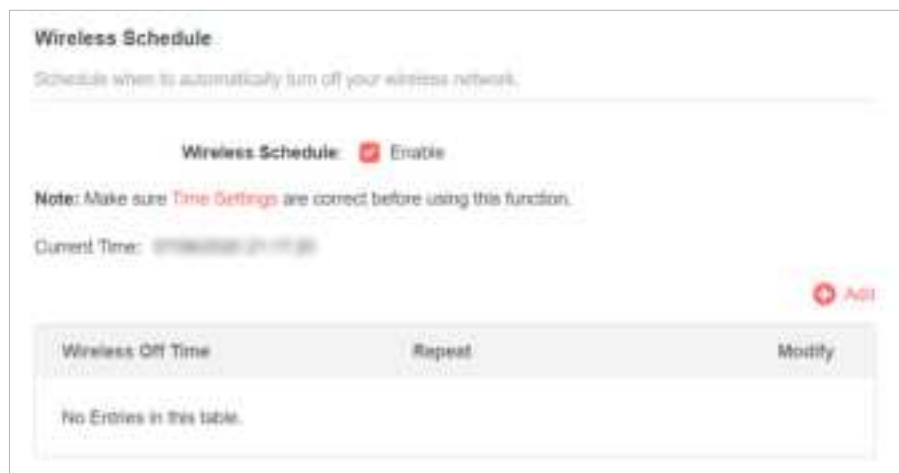 Wireless Schedule
Schedule when to automatically turn off your wireless network.
Wireless Schedule: Enable
Note: Make sure Time Settings are correct before using this function.
Current Time:
Add
Wireless Off Time Repeat Modify
No Entries in this table.